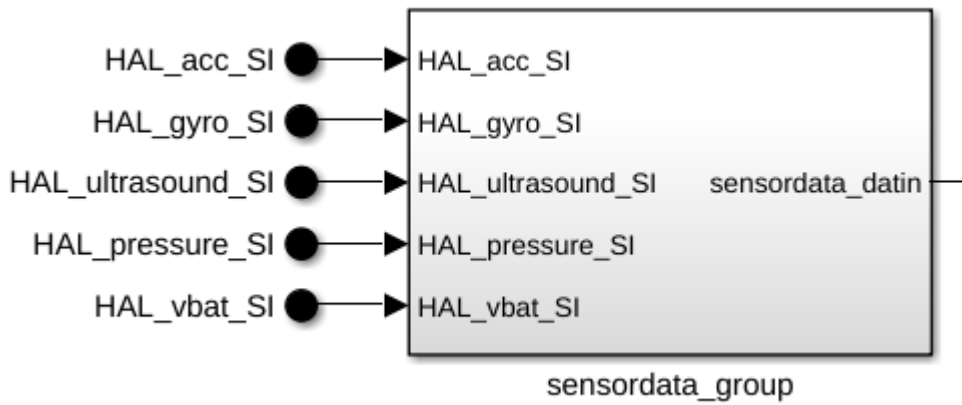 HAL_acc_SI HAL_acc_SI
HAL_gyro_SI HAL_gyro_SI
HAL_ultrasound_SI HAL_ultrasound_SI sensordata_datin
HAL_pressure_SI HAL_pressure_SI
HAL_vbat_SI HAL_vbat_SI
sensordata_group